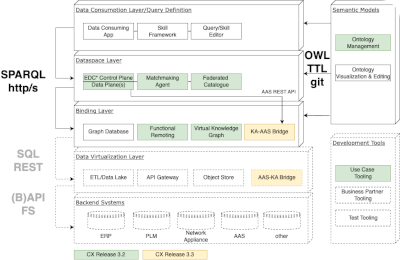 Data Consumption Layer/Query Definition
Data Consuming
App
Skill
Framework
Query/Skill
Editor
Semantic Models
Ontology
Management
Ontology
Visualization & Editing
OWL
TTL
git
SPARQL
http/s
Dataspace Layer
EDC* Control Plane
Data Plane(s)
Matchmaking
Agent
Federated
Catalogue
AAS REST API
Binding Layer
Graph Database
Functional
Remoting
Virtual Knowledge
Graph
KA-AAS Bridge
SQL
REST
Data Virtualization Layer
ETL/Data Lake
API Gateway
Object Store
AAS-KA Bridge
Development Tools
Use Case
Tooling
Business Partner
Tooling
Test Tooling
(B)API
FS
Backend Systems
ERP
PLM
Network
Appliance
AAS
other
CX Release 3.2
CX Release 3.3